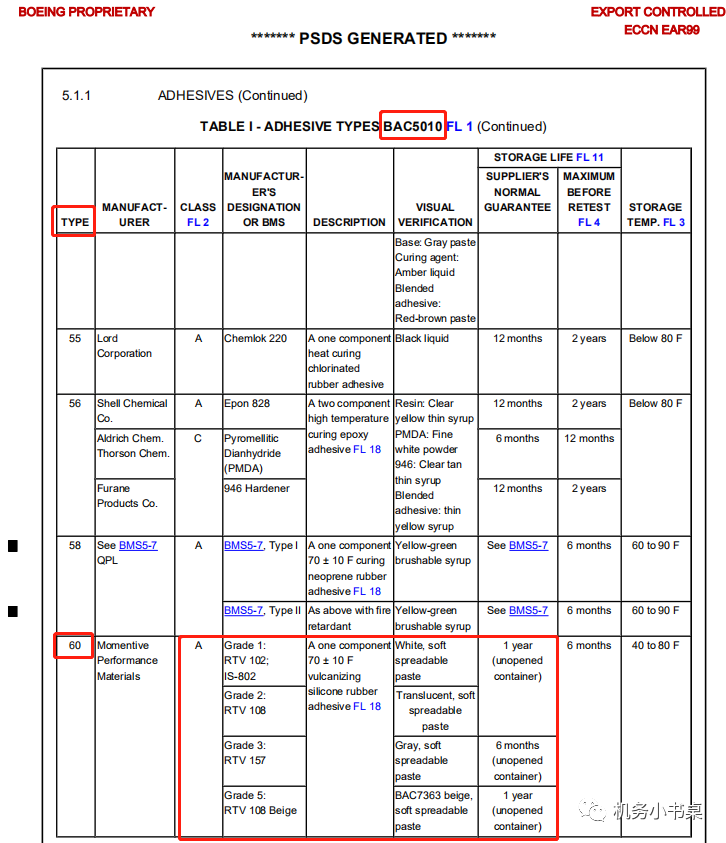 BOEING PROPRIETARY
EXPORT CONTROLLED
ECCN EAR99
******* PSDS GENERATED *******
5.1.1 ADHESIVES (Continued)
TABLE I - ADHESIVE TYPES BAC5010 FL 1 (Continued)
TYPE
MANUFACT-
URER
CLASS
FL 2
MANUFACTUR-
ER'S
DESIGNATION
OR BMS
DESCRIPTION
VISUAL
VERIFICATION
STORAGE LIFE FL 11
SUPPLIER'S
NORMAL
GUARANTEE
MAXIMUM
BEFORE
RETEST
FL 4
STORAGE
TEMP. FL 3
Base: Gray paste
Curing agent:
Amber liquid
Blended
adhesive:
Red-brown paste
55
Lord
Corporation
A
Chemlok 220
A one component
heat curing
chlorinated
rubber adhesive
Black liquid
12 months
2 years
Below 80 F
56
Shell Chemical
Co.
A
Epon 828
A two component
high temperature
curing epoxy
adhesive FL 18
Resin: Clear
yellow thin syrup
PMDA: Fine
white powder
946: Clear tan
thin syrup
Blended
adhesive: thin
yellow syrup
12 months
2 years
Below 80 F
Aldrich Chem.
Thorson Chem.
C
Pyromellitic
Dianhydride
(PMDA)
6 months
12 months
Furane
Products Co.
946 Hardener
12 months
2 years
58
See BMS5-7
QPL
A
BMS5-7, Type I
A one component
70 ± 10 F curing
neoprene rubber
adhesive FL 18
Yellow-green
brushable syrup
See BMS5-7
6 months
60 to 90 F
BMS5-7, Type II
As above with fire
retardant
Yellow-green
brushable syrup
See BMS5-7
6 months
60 to 90 F
60
Momentive
Performance
Materials
A
Grade 1:
RTV 102;
IS-802
A one component
70 ± 10 F
vulcanizing
silicone rubber
adhesive FL 18
White, soft
spreadable
paste
1 year
(unopened
container)
6 months
40 to 80 F
Grade 2:
RTV 108
Translucent, soft
spreadable
paste
Grade 3:
RTV 157
Gray, soft
spreadable
paste
6 months
(unopened
container)
Grade 5:
RTV 108 Beige
BAC7363 beige,
soft spreadable
paste
1 year
(unopened
container)
机务小书桌